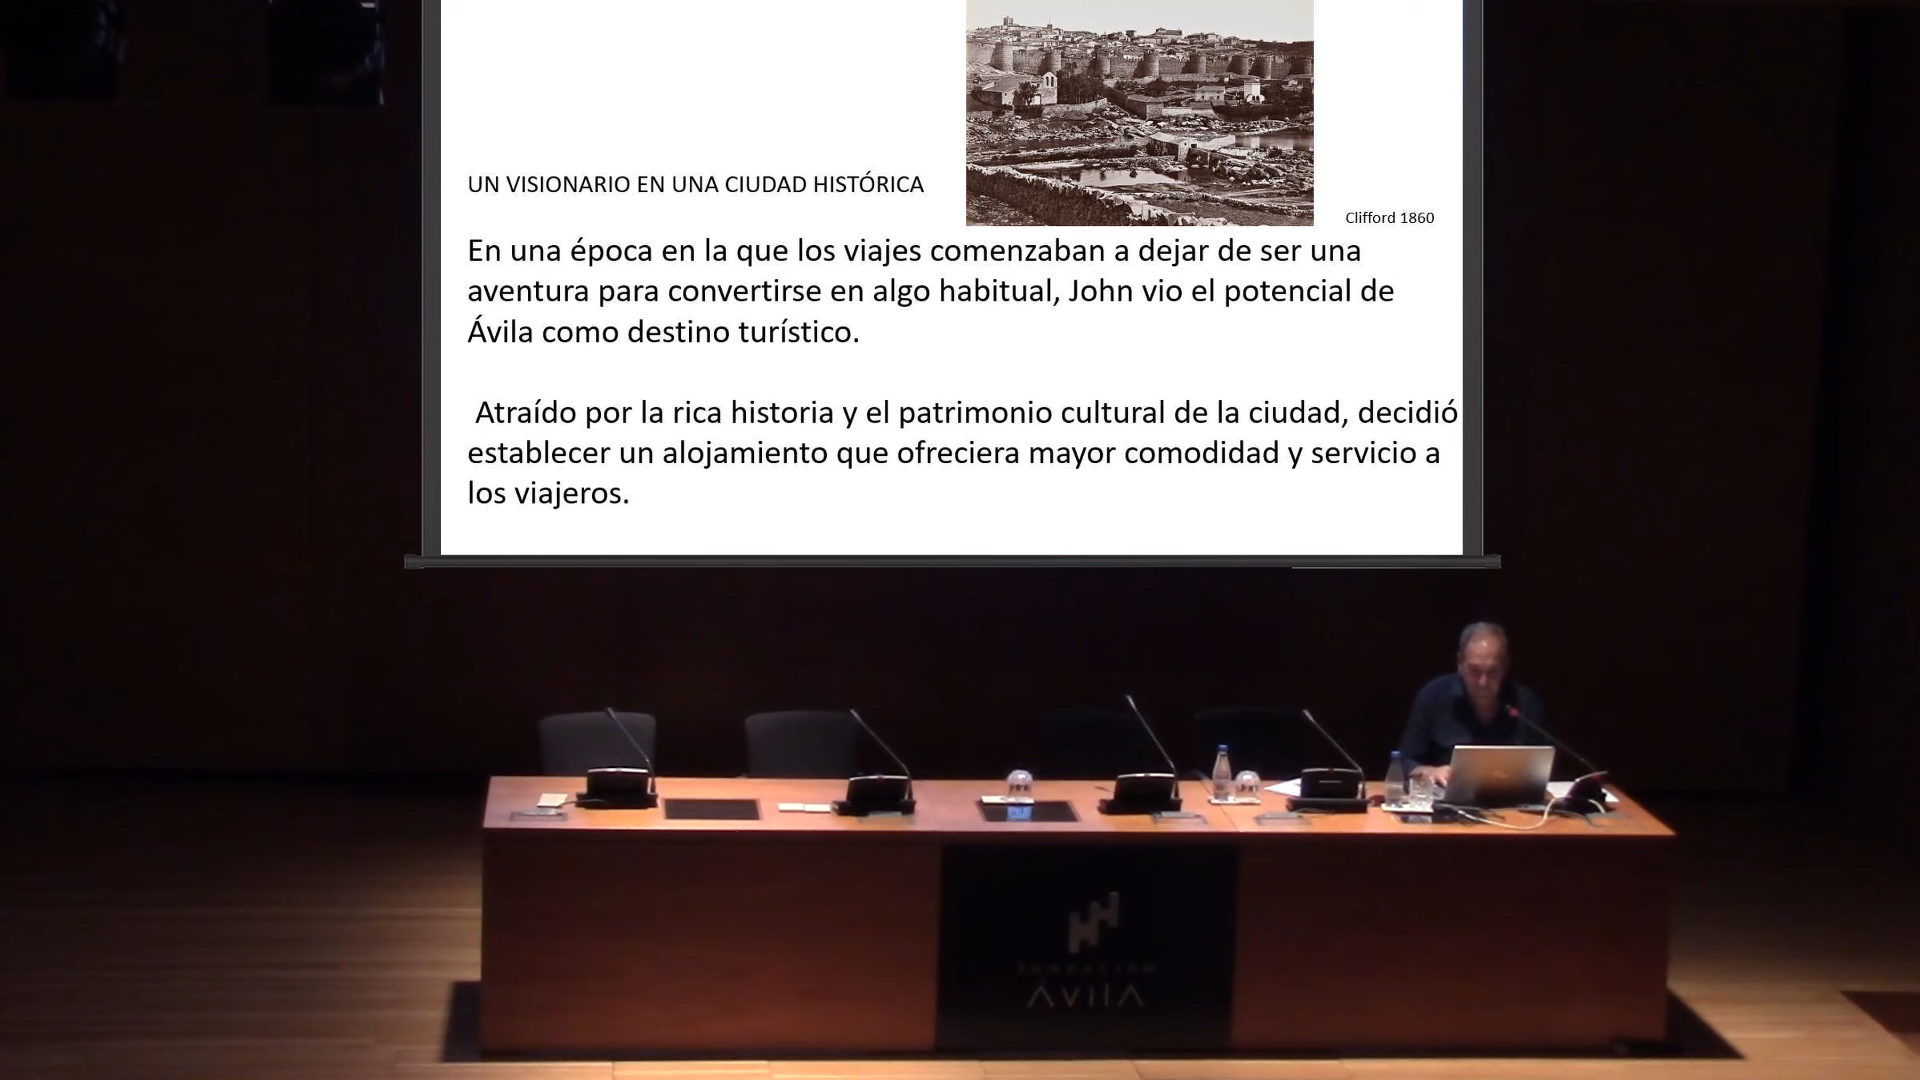 UN VISIONARIO EN UNA CIUDAD HISTÓRICA
Clifford 1860
En una época en la que los viajes comenzaban a dejar de ser una
aventura para convertirse en algo habitual, John vio el potencial de
Ávila como destino turístico.
Atraído por la rica historia y el patrimonio cultural de la ciudad, decidió
establecer un alojamiento que ofreciera mayor comodidad y servicio a
los viajeros.
FUNDACIÓN
ÁVILA